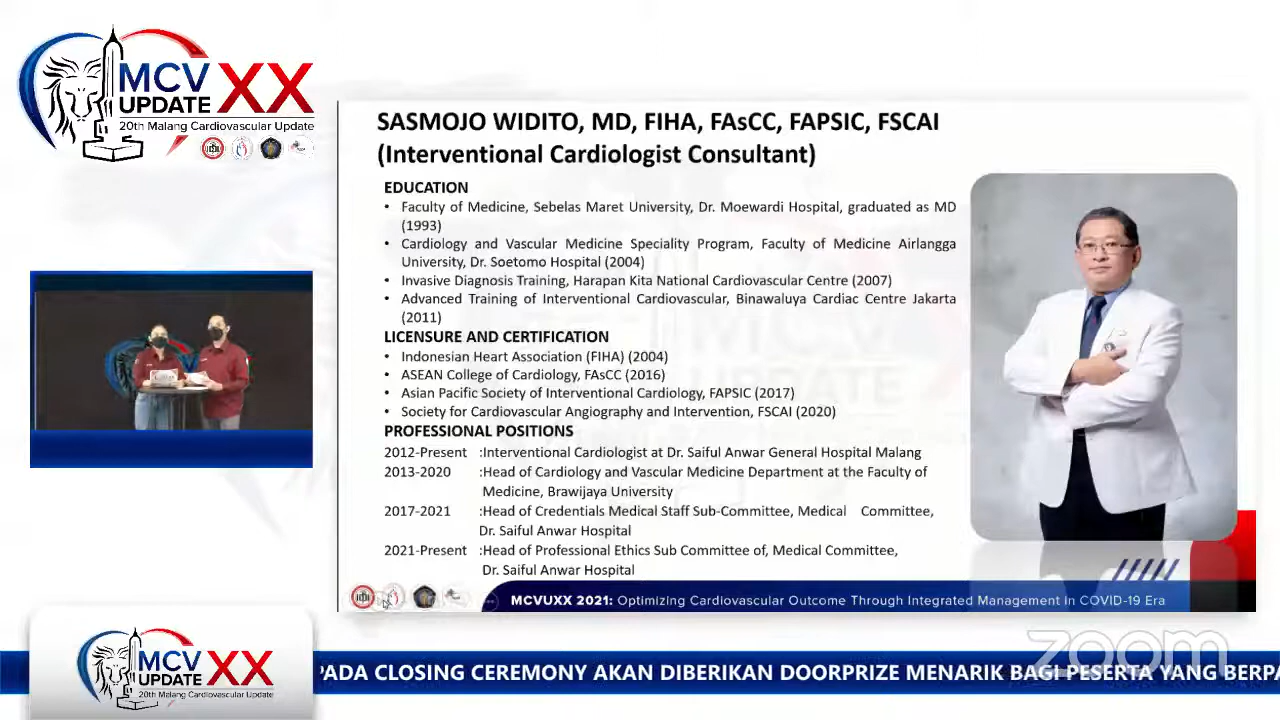 MCV XX
UPDATE
20th Malang Cardiovascular Update
SASMOJO WIDITO, MD, FIHA, FAsCC, FAPSIC, FSCAI
(Interventional Cardiologist Consultant)
EDUCATION
• Faculty of Medicine, Sebelas Maret University, Dr. Moewardi Hospital, graduated as MD
(1993)
• Cardiology and Vascular Medicine Speciality Program, Faculty of Medicine Airlangga
University, Dr. Soetomo Hospital (2004)
• Invasive Diagnosis Training, Harapan Kita National Cardiovascular Centre (2007)
• Advanced Training of Interventional Cardiovascular, Binawaluya Cardiac Centre Jakarta
(2011)
LICENSURE AND CERTIFICATION
• Indonesian Heart Association (FIHA) (2004)
• ASEAN College of Cardiology, FAsCC (2016)
• Asian Pacific Society of Interventional Cardiology, FAPSIC (2017)
• Society for Cardiovascular Angiography and Intervention, FSCAI (2020)
PROFESSIONAL POSITIONS
2012-Present :Interventional Cardiologist at Dr. Saiful Anwar General Hospital Malang
2013-2020 :Head of Cardiology and Vascular Medicine Department at the Faculty of
Medicine, Brawijaya University
2017-2021 :Head of Credentials Medical Staff Sub-Committee, Medical Committee,
Dr. Saiful Anwar Hospital
2021-Present :Head of Professional Ethics Sub Committee of, Medical Committee,
Dr. Saiful Anwar Hospital
MCVUXX 2021: Optimizing Cardiovascular Outcome Through Integrated Management in COVID-19 Era
zoom
MCV XX
UPDATE
20th Malang Cardiovascular Update
PADA CLOSING CEREMONY AKAN DIBERIKAN DOORPRIZE MENARIK BAGI PESERTA YANG BERPA